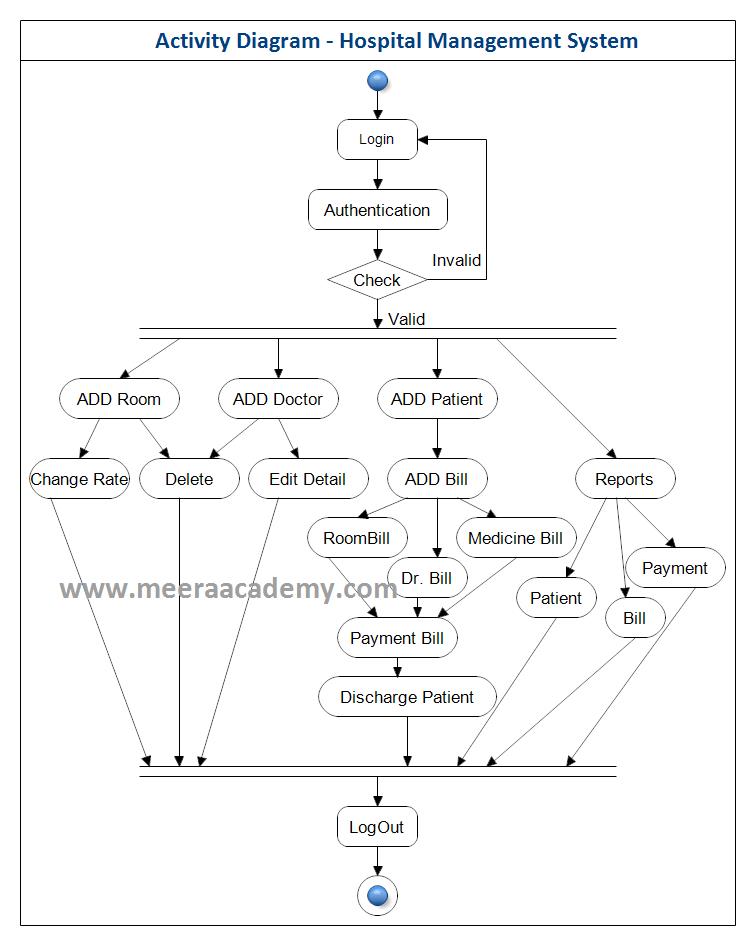 Activity Diagram - Hospital Management System
Login
Authentication
Invalid
Check
Valid
ADD Room
ADD Doctor
ADD Patient
Change Rate
Delete
Edit Detail
ADD Bill
Reports
RoomBill
Medicine Bill
Dr. Bill
Payment
www.meeraacademy.com
Patient
Bill
Payment Bill
Discharge Patient
LogOut